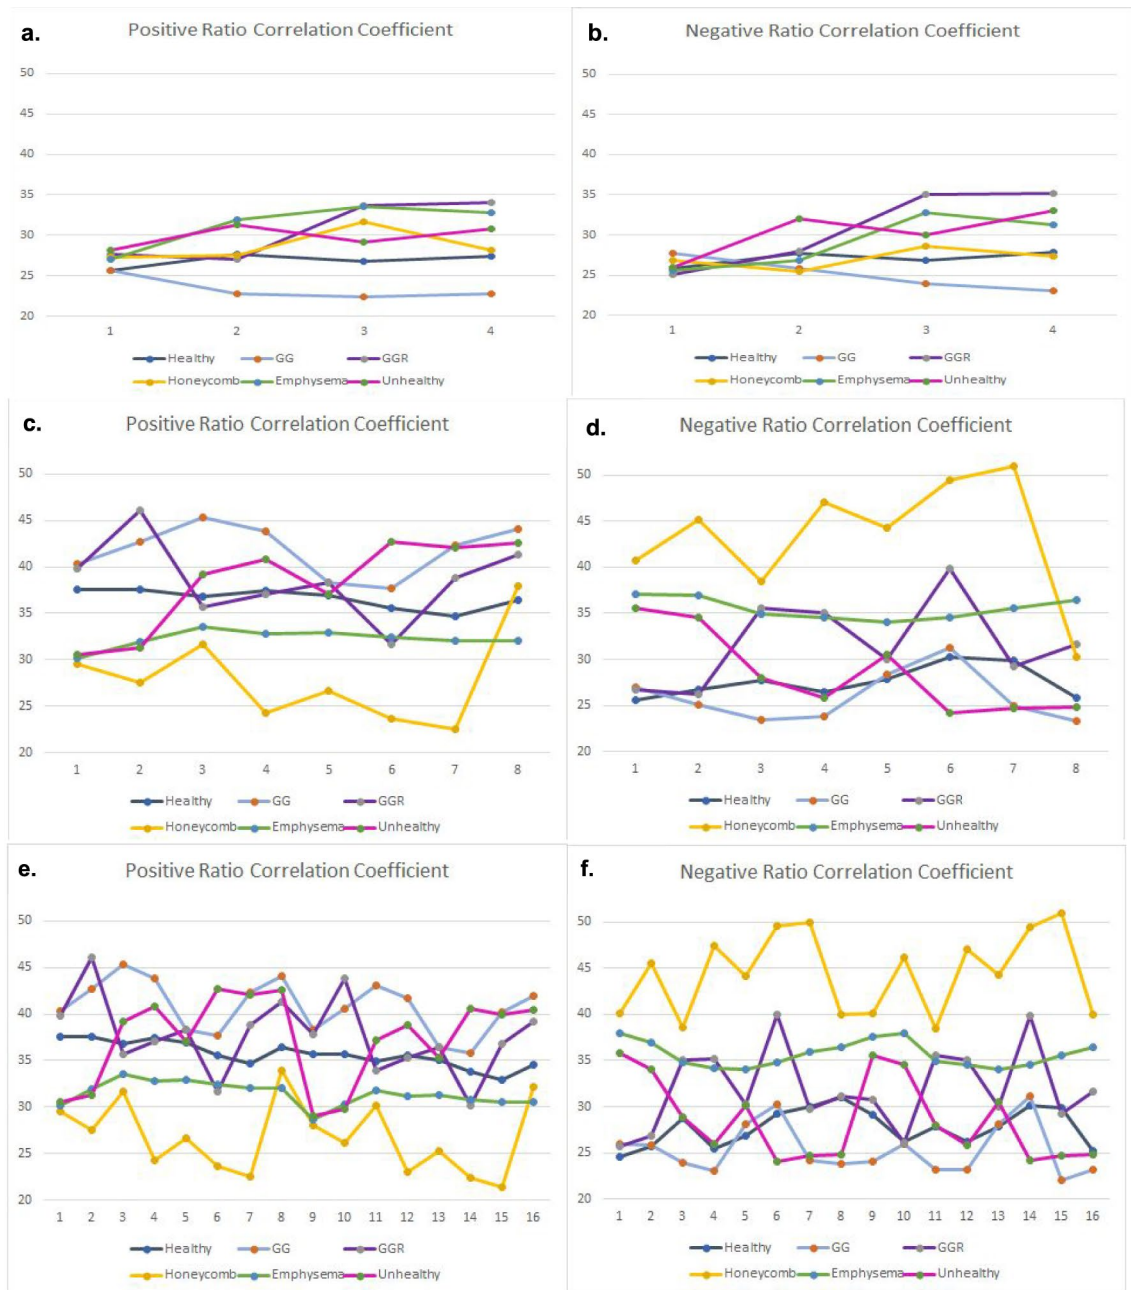 a.
Positive Ratio Correlation Coefficient
50
45
40
35
30
25
20
1 2 3 4
Healthy GG GGR
Honeycomb Emphysema Unhealthy
b.
Negative Ratio Correlation Coefficient
50
45
40
35
30
25
20
1 2 3 4
Healthy GG GGR
Honeycomb Emphysema Unhealthy
c.
Positive Ratio Correlation Coefficient
50
45
40
35
30
25
20
1 2 3 4 5 6 7 8
Healthy GG GGR
Honeycomb Emphysema Unhealthy
d.
Negative Ratio Correlation Coefficient
50
45
40
35
30
25
20
1 2 3 4 5 6 7 8
Healthy GG GGR
Honeycomb Emphysema Unhealthy
e.
Positive Ratio Correlation Coefficient
50
45
40
35
30
25
20
1 2 3 4 5 6 7 8 9 10 11 12 13 14 15 16
Healthy GG GGR
Honeycomb Emphysema Unhealthy
f.
Negative Ratio Correlation Coefficient
50
45
40
35
30
25
20
1 2 3 4 5 6 7 8 9 10 11 12 13 14 15 16
Healthy GG GGR
Honeycomb Emphysema Unhealthy